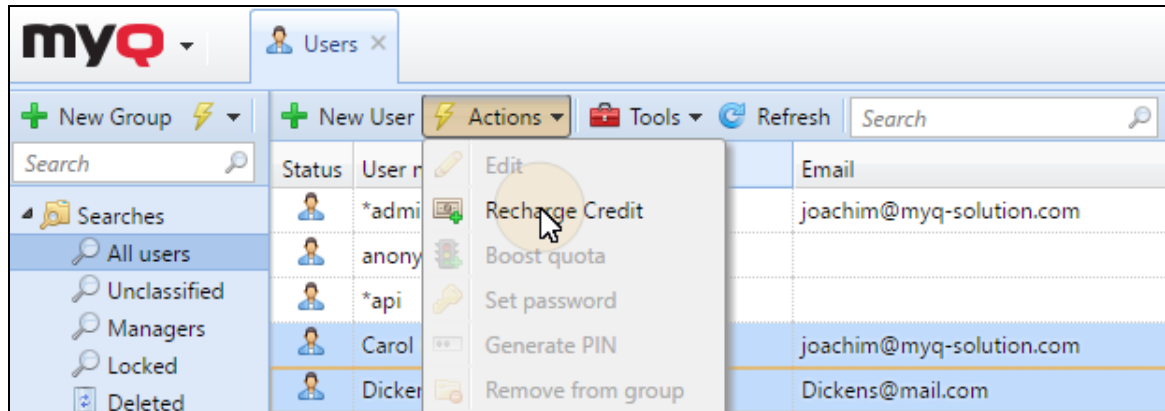 myQ
Users
New Group
New User Actions Tools Refresh Search
Search
Status User n Email
Edit
Searches
*admi joachim@myq-solution.com
Recharge Credit
All users
anony
Boost quota
Unclassified
*api
Set password
Managers
Carol joachim@myq-solution.com
Generate PIN
Locked
Dicken Dickens@mail.com
Remove from group
Deleted